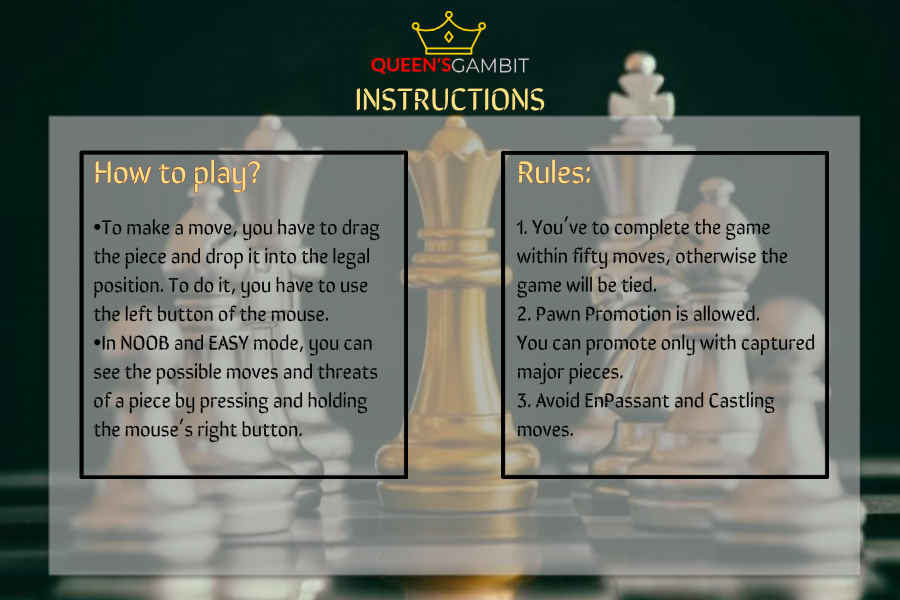 QUEEN'SGAMBIT
INSTRUCTIONS
How to play?
•To make a move, you have to drag
the piece and drop it into the legal
position. To do it, you have to use
the left button of the mouse.
•In NOOB and EASY mode, you can
see the possible moves and threats
of a piece by pressing and holding
the mouse's right button.
Rules:
1. You've to complete the game
within fifty moves, otherwise the
game will be tied.
2. Pawn Promotion is allowed.
You can promote only with captured
major pieces.
3. Avoid EnPassant and Castling
moves.